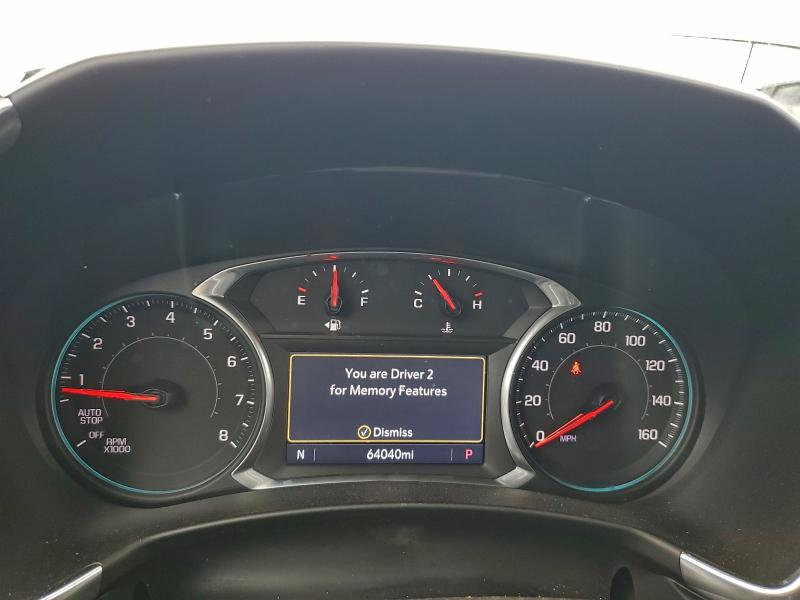 E F
C H
1
2
3
4
5
6
7
8
AUTO
STOP
OFF
RPM
X1000
You are Driver 2
for Memory Features
Dismiss
N 64040mi P
0
20
40
60
80
100
120
140
160
MPH